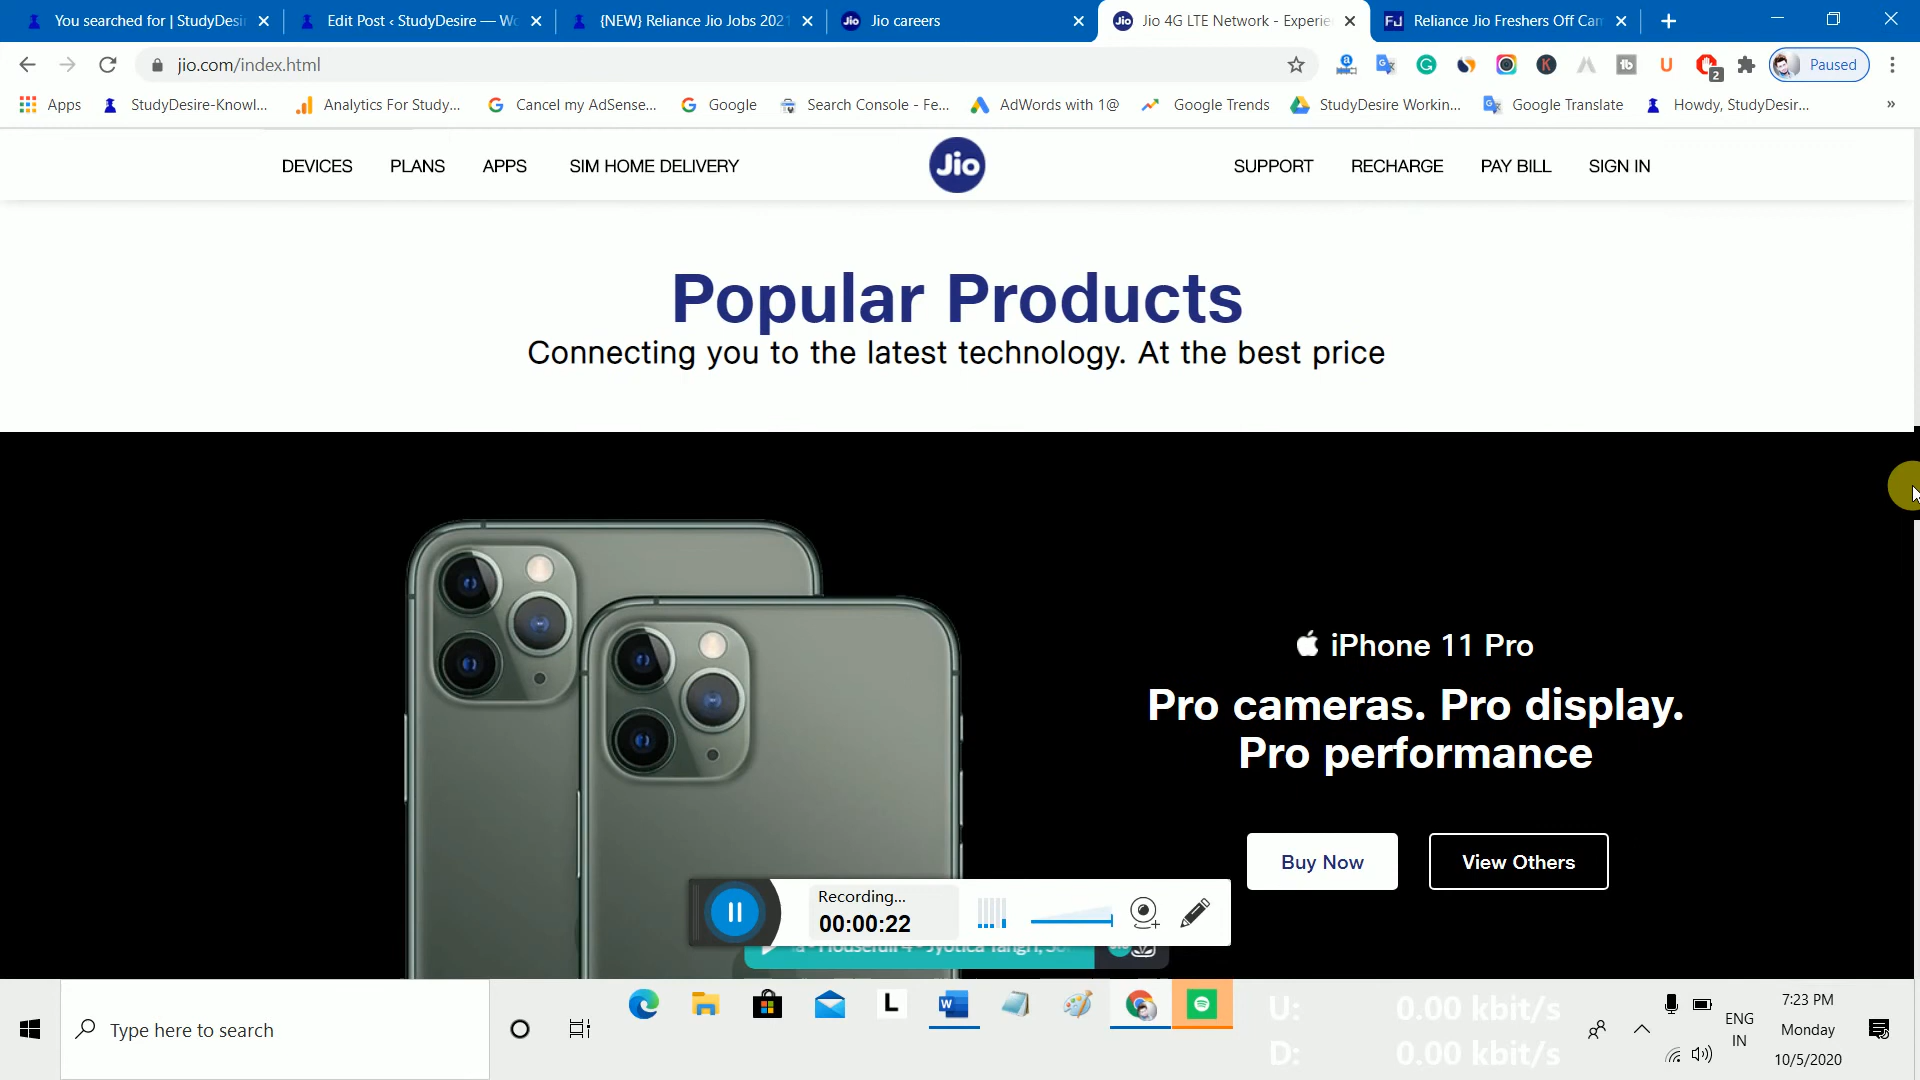 You searched for | StudyDesi
Edit Post ‹ StudyDesire — Wo
{NEW} Reliance Jio Jobs 2021
Jio careers
Jio 4G LTE Network - Experie
Reliance Jio Freshers Off Cam
jio.com/index.html
2
Paused
Apps
StudyDesire-Knowl...
Analytics For Study...
Cancel my AdSense...
Google
Search Console - Fe...
AdWords with 1@
Google Trends
StudyDesire Workin...
Google Translate
Howdy, StudyDesir...
»
DEVICES PLANS APPS SIM HOME DELIVERY
Jio
SUPPORT RECHARGE PAY BILL SIGN IN
Popular Products
Connecting you to the latest technology. At the best price
iPhone 11 Pro
Pro cameras. Pro display.
Pro performance
Buy Now
View Others
Recording...
00:00:22
Type here to search
U: 0.00 kbit/s
D: 0.00 kbit/s
ENG
IN
7:23 PM
Monday
10/5/2020